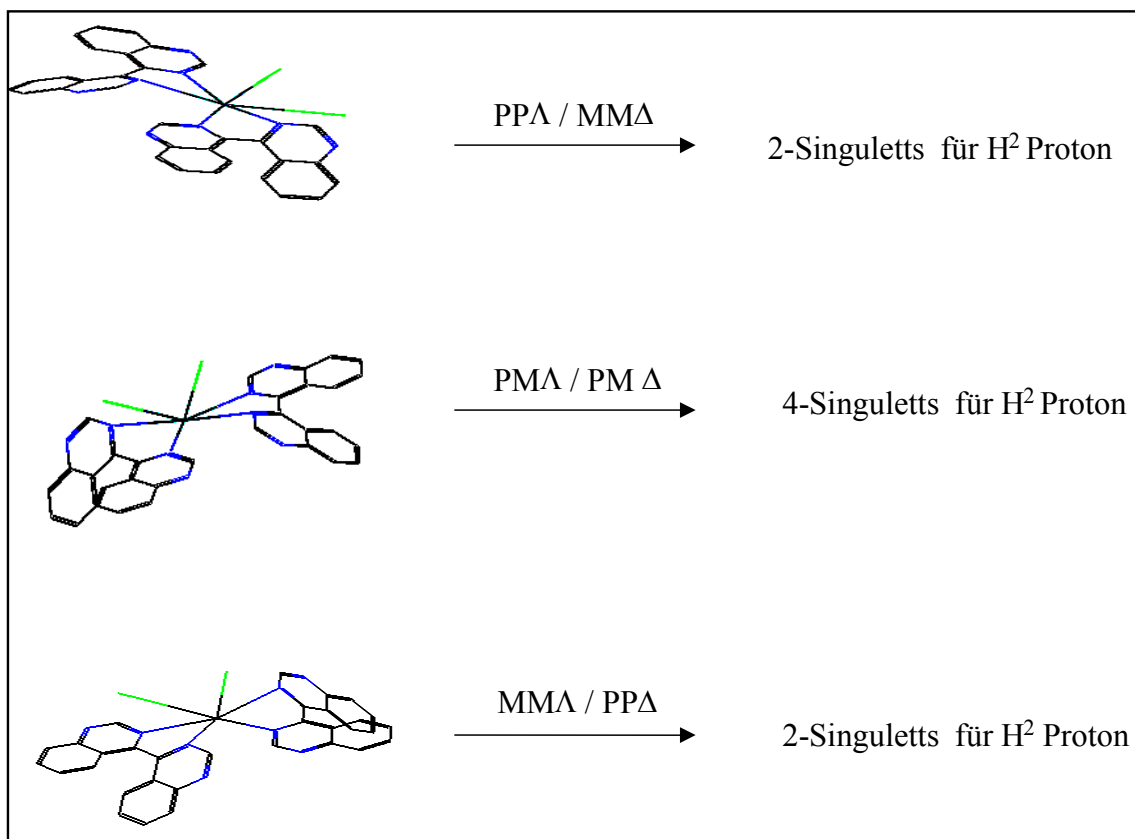 PPΛ / MMΔ
2-Singuletts für H² Proton
PMΛ / PM Δ
4-Singuletts für H² Proton
MMΛ / PPΔ
2-Singuletts für H² Proton